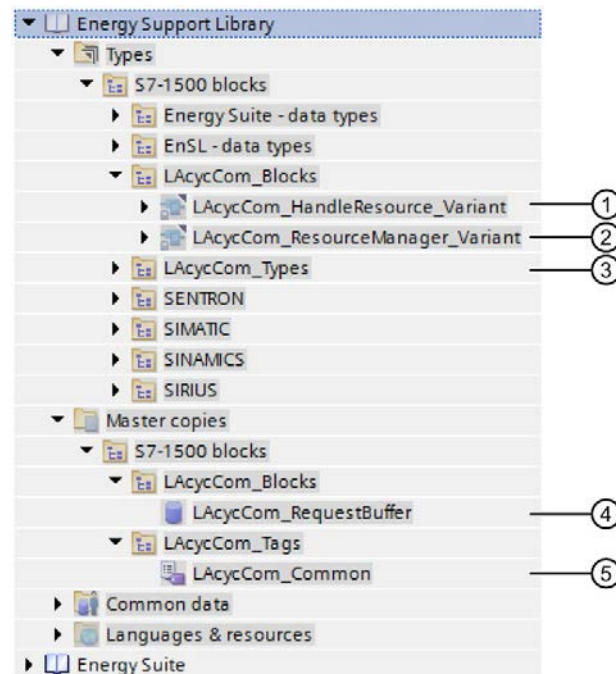 Energy Support Library
Types
S7-1500 blocks
Energy Suite - data types
EnSL - data types
LAcycCom_Blocks
LAcycCom_HandleResource_Variant 1
LAcycCom_ResourceManager_Variant 2
LAcycCom_Types 3
SENTRON
SIMATIC
SINAMICS
SIRIUS
Master copies
S7-1500 blocks
LAcycCom_Blocks
LAcycCom_RequestBuffer 4
LAcycCom_Tags
LAcycCom_Common 5
Common data
Languages & resources
Energy Suite